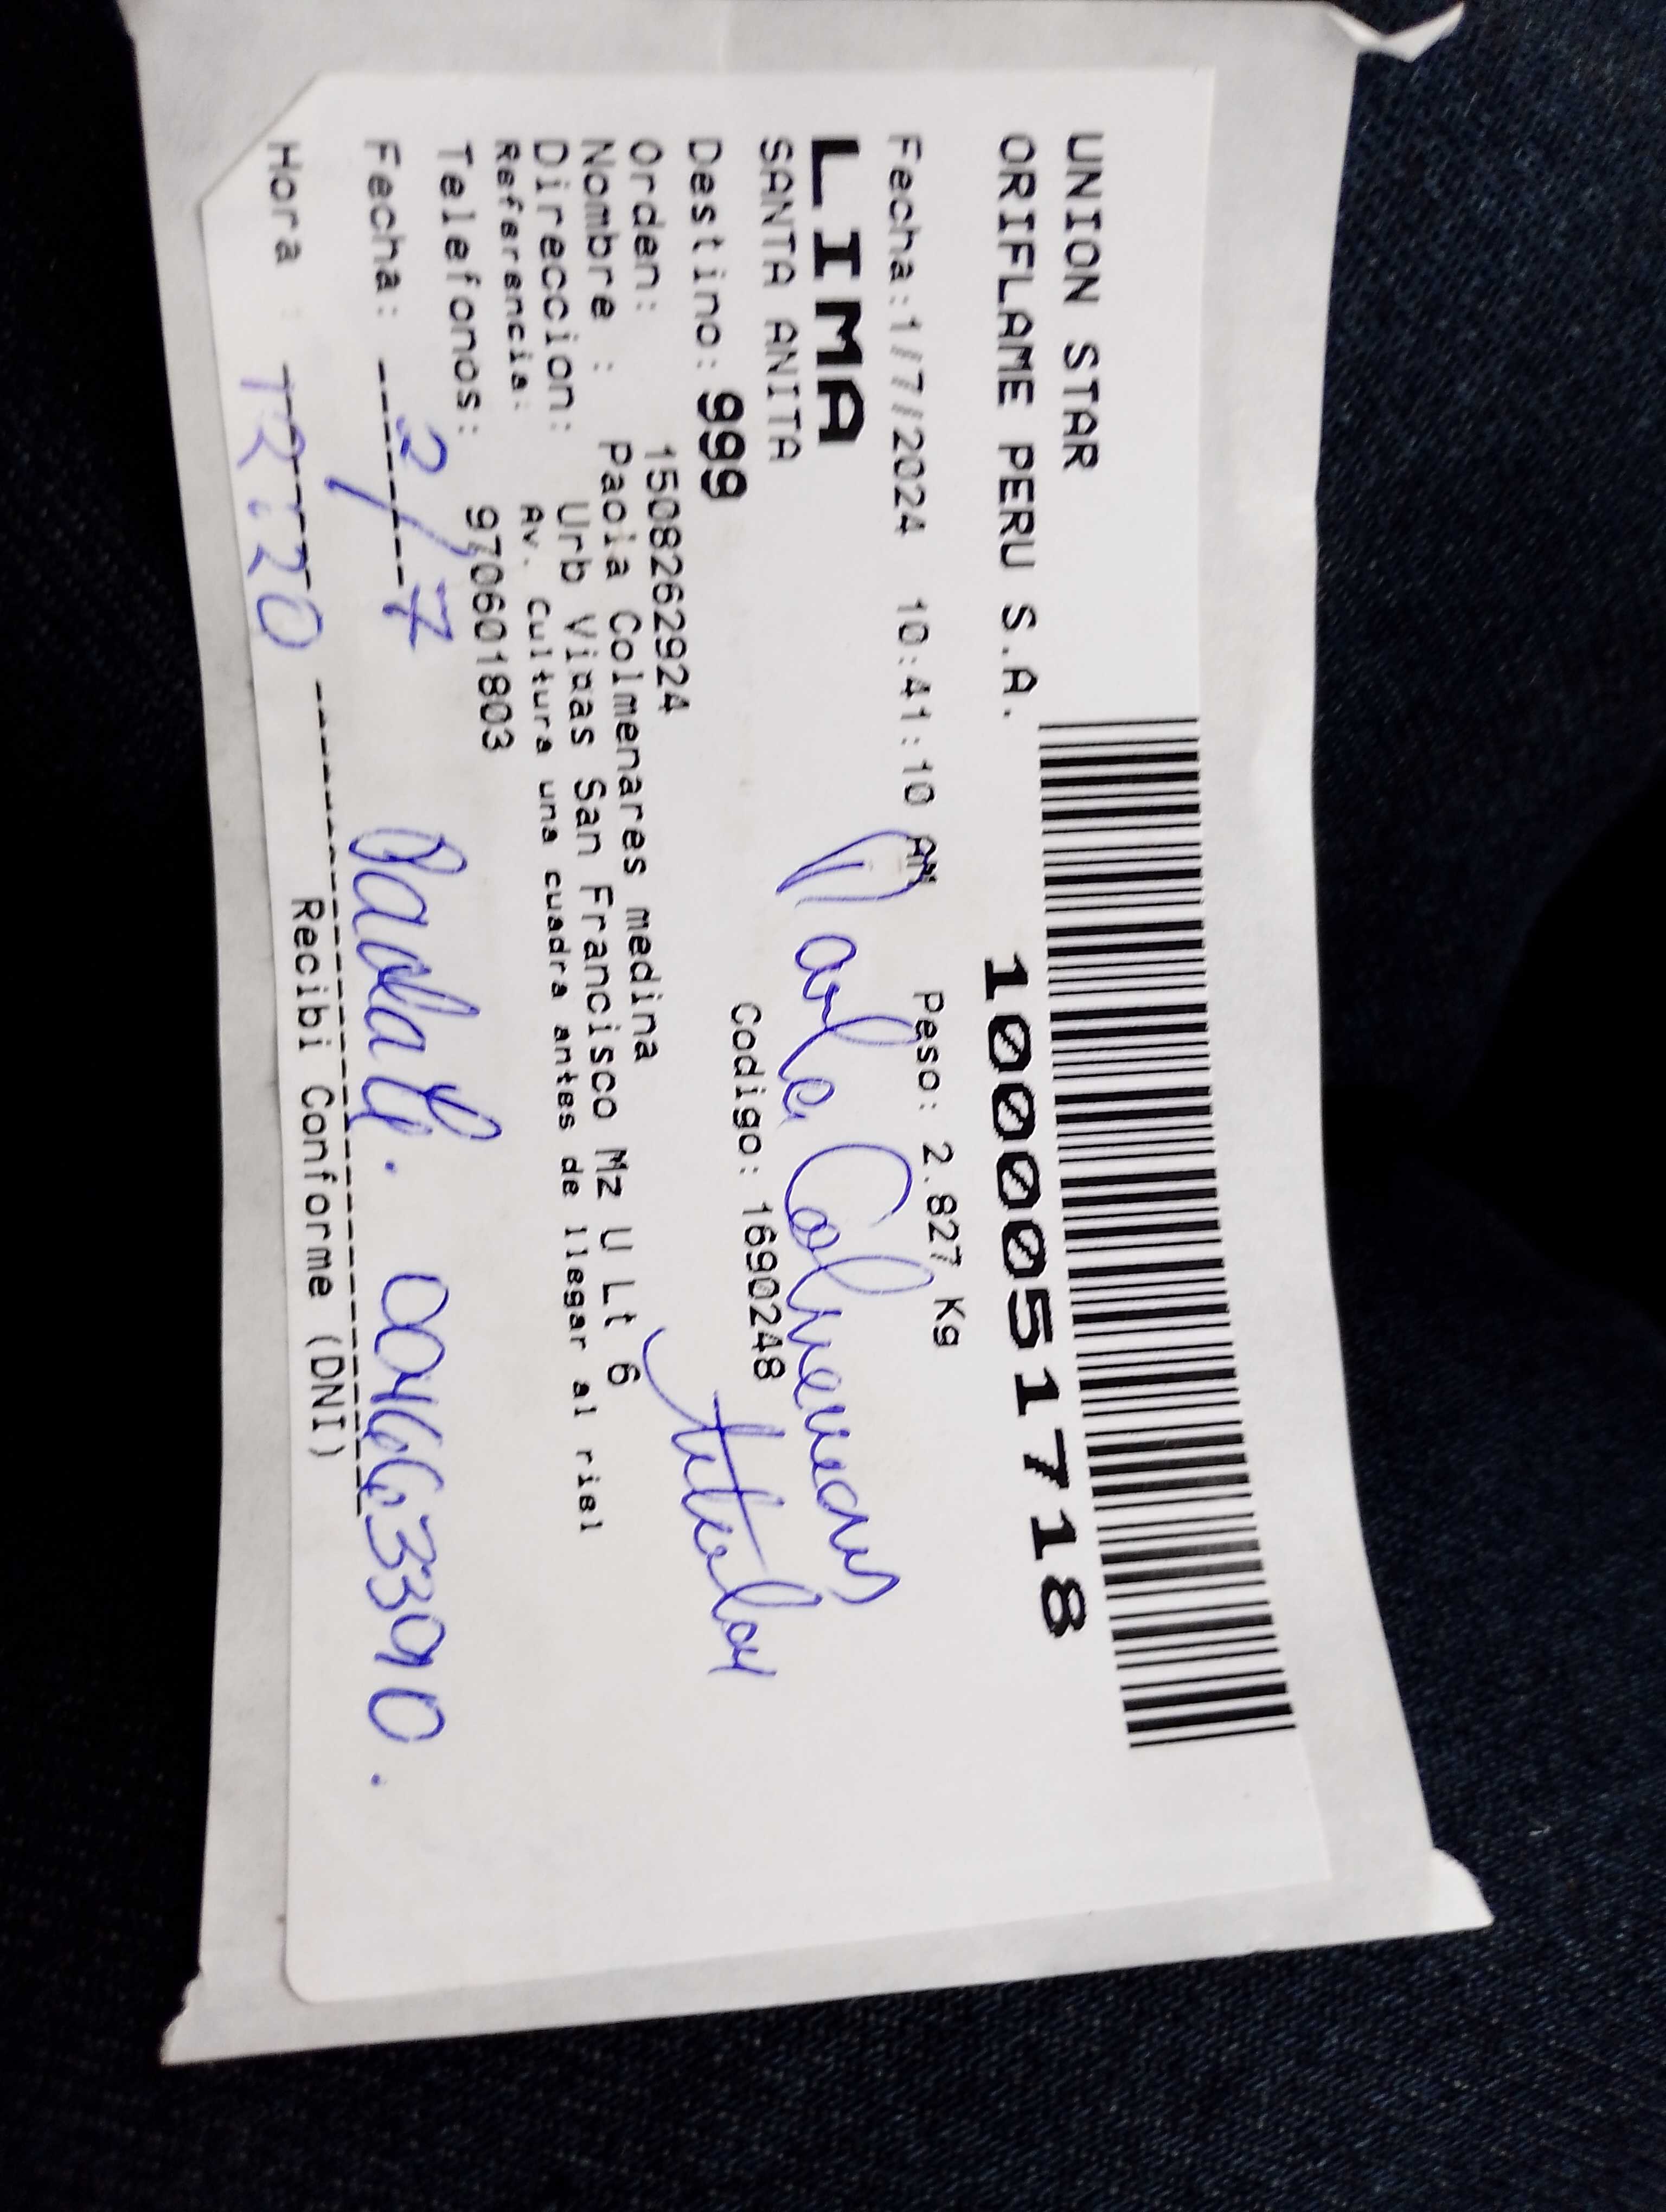 UNION STAR
ORIFLAME PERU S.A.
1000051718
Fecha:1/7/2024 10:41:10 AM Peso: 2.827 Kg
LIMA
SANTA ANITA
Destino: 999 Codigo: 1690248
Orden: 1508262924
Nombre : Paola Colmenares medina
Direccion: Urb Vinas San Francisco Mz U Lt 6
Referencia: Av. Cultura una cuadra antes de llegar al riel
Telefonos: 970601803
Fecha: 2/7
Hora : 12:20
004663390.
Recibi Conforme (DNI)